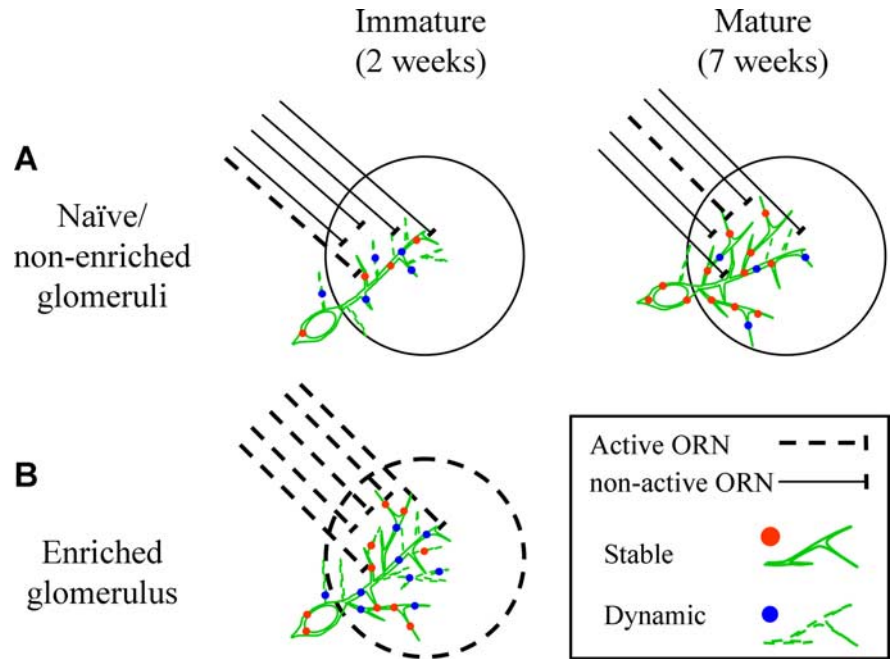 Immature
(2 weeks)
Mature
(7 weeks)
A
Naïve/
non-enriched
glomeruli
B
Enriched
glomerulus
Active ORN
non-active ORN
Stable
Dynamic